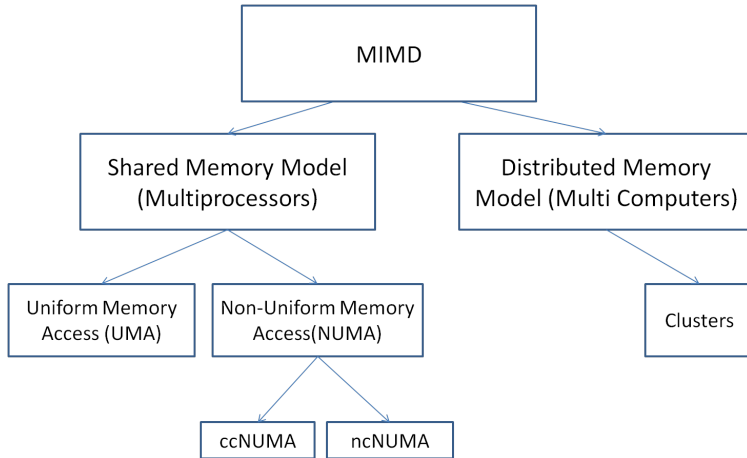 MIMD
Shared Memory Model
(Multiprocessors)
Distributed Memory
Model (Multi Computers)
Uniform Memory
Access (UMA)
Non-Uniform Memory
Access(NUMA)
Clusters
ccNUMA
ncNUMA